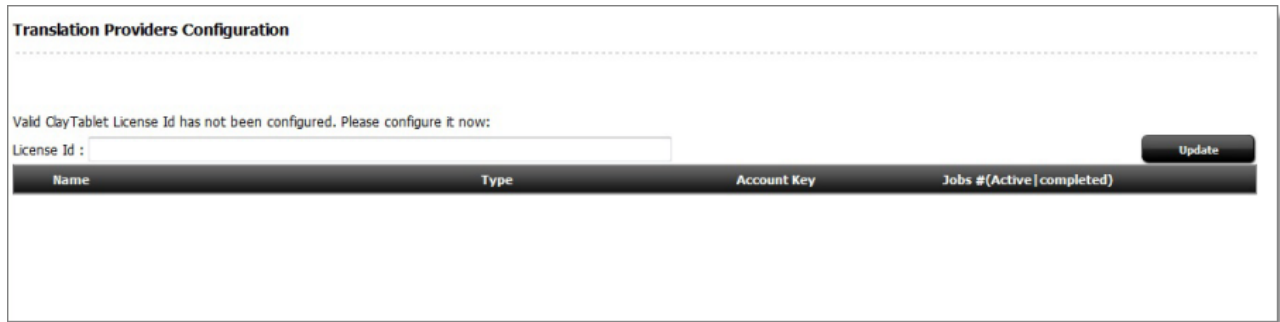 Translation Providers Configuration
Valid ClayTablet License Id has not been configured. Please configure it now:
License Id : Update
Name Type Account Key Jobs #(Active|completed)